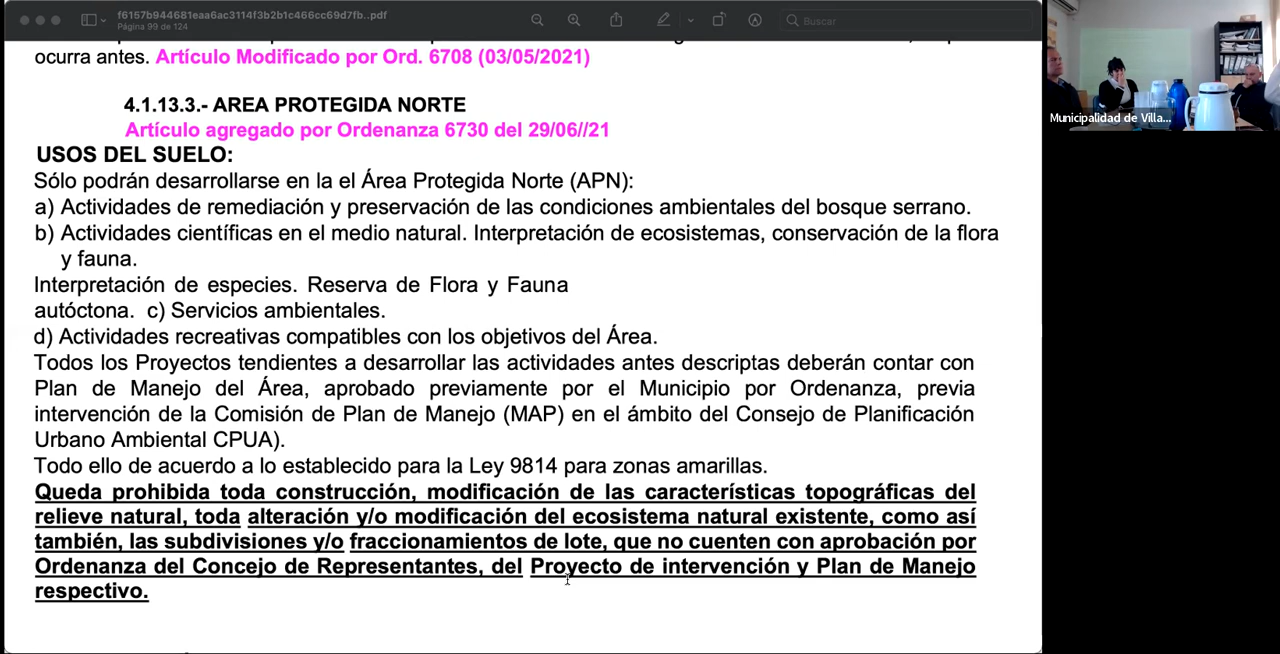 f6157b944681eaa6ac3114f3b2b1c466cc69d7fb..pdf
Página 99 de 124
Buscar
ocurra antes. Artículo Modificado por Ord. 6708 (03/05/2021)
4.1.13.3.- AREA PROTEGIDA NORTE
Artículo agregado por Ordenanza 6730 del 29/06//21
USOS DEL SUELO:
Sólo podrán desarrollarse en la el Área Protegida Norte (APN):
a) Actividades de remediación y preservación de las condiciones ambientales del bosque serrano.
b) Actividades científicas en el medio natural. Interpretación de ecosistemas, conservación de la flora
y fauna.
Interpretación de especies. Reserva de Flora y Fauna
autóctona. c) Servicios ambientales.
d) Actividades recreativas compatibles con los objetivos del Área.
Todos los Proyectos tendientes a desarrollar las actividades antes descriptas deberán contar con
Plan de Manejo del Área, aprobado previamente por el Municipio por Ordenanza, previa
intervención de la Comisión de Plan de Manejo (MAP) en el ámbito del Consejo de Planificación
Urbano Ambiental CPUA).
Todo ello de acuerdo a lo establecido para la Ley 9814 para zonas amarillas.
Queda prohibida toda construcción, modificación de las características topográficas del
relieve natural, toda alteración y/o modificación del ecosistema natural existente, como así
también, las subdivisiones y/o fraccionamientos de lote, que no cuenten con aprobación por
Ordenanza del Concejo de Representantes, del Proyecto de intervención y Plan de Manejo
respectivo.
Municipalidad de Villa...